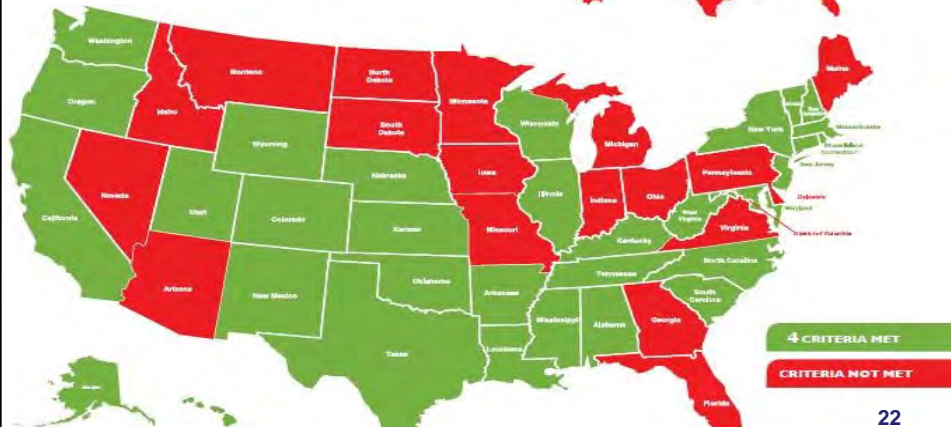 Washington
Montana
North
Dakota
Minnesota
Maine
Oregon
Idaho
South
Dakota
Wisconsin
Michigan
New York
Massachusetts
Connecticut
New Jersey
Wyoming
Iowa
Pennsylvania
Nebraska
Nevada
Utah
Colorado
Illinois
Indiana
Ohio
Delaware
Maryland
West
Virginia
Virginia
District of Columbia
California
Kansas
Missouri
Kentucky
North Carolina
Tennessee
Arizona
New Mexico
Oklahoma
Arkansas
South
Carolina
Mississippi
Alabama
Georgia
Texas
Louisiana
Florida
4 CRITERIA MET
CRITERIA NOT MET
22